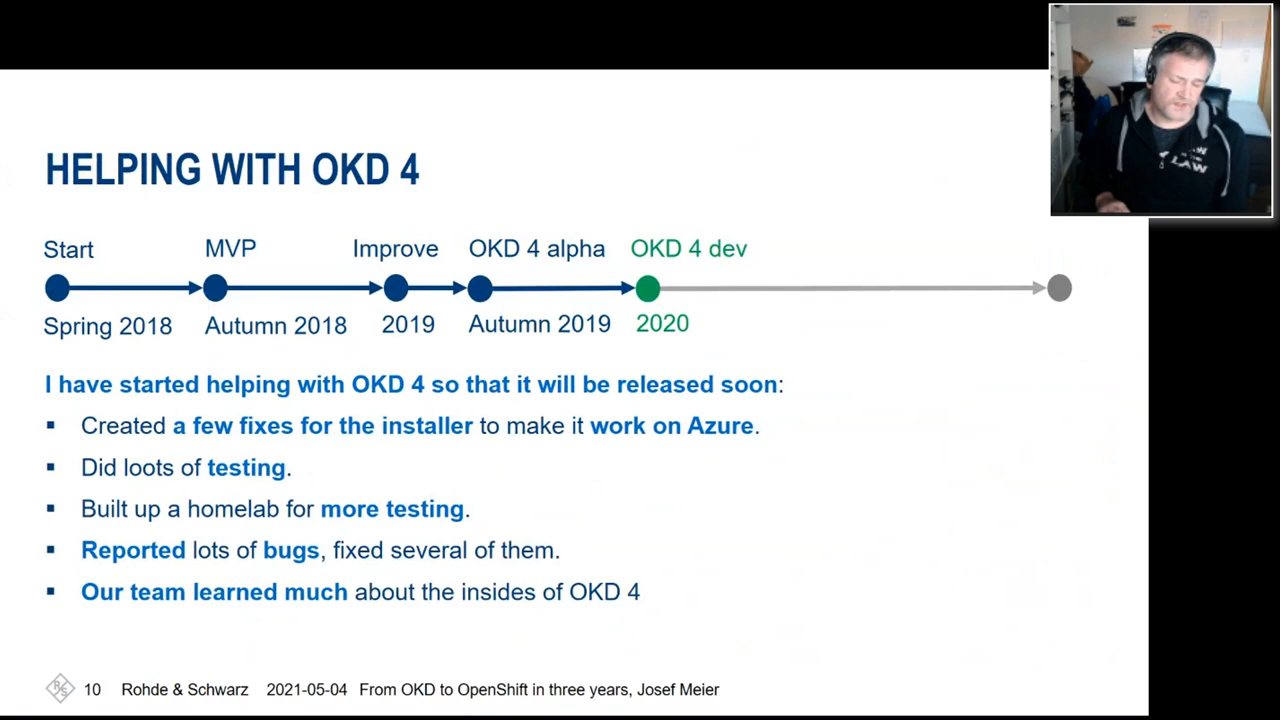 HELPING WITH OKD 4
Start MVP Improve OKD 4 alpha OKD 4 dev
Spring 2018 Autumn 2018 2019 Autumn 2019 2020
I have started helping with OKD 4 so that it will be released soon:
▪ Created a few fixes for the installer to make it work on Azure.
▪ Did loots of testing.
▪ Built up a homelab for more testing.
▪ Reported lots of bugs, fixed several of them.
▪ Our team learned much about the insides of OKD 4
R&S 10 Rohde & Schwarz 2021-05-04 From OKD to OpenShift in three years, Josef Meier
LAW